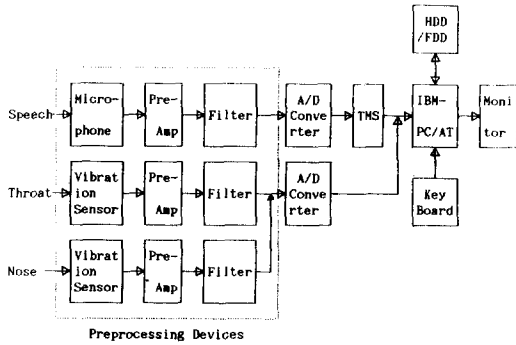 HDD
/FDD
Speech
Micro-
phone
Pre-
Amp
Filter
A/D
Conve
rter
TMS
IBM-
PC/AT
Moni
tor
Throat
Vibrat
ion
Sensor
Pre-
Amp
Filter
A/D
Conve
rter
Key
Board
Nose
Vibrat
ion
Sensor
Pre-
Amp
Filter
Preprocessing Devices